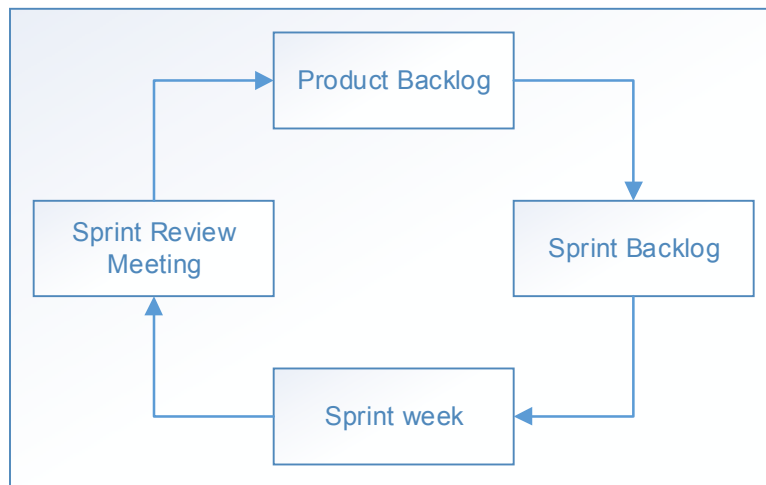 Product Backlog
Sprint Review
Meeting
Sprint Backlog
Sprint week